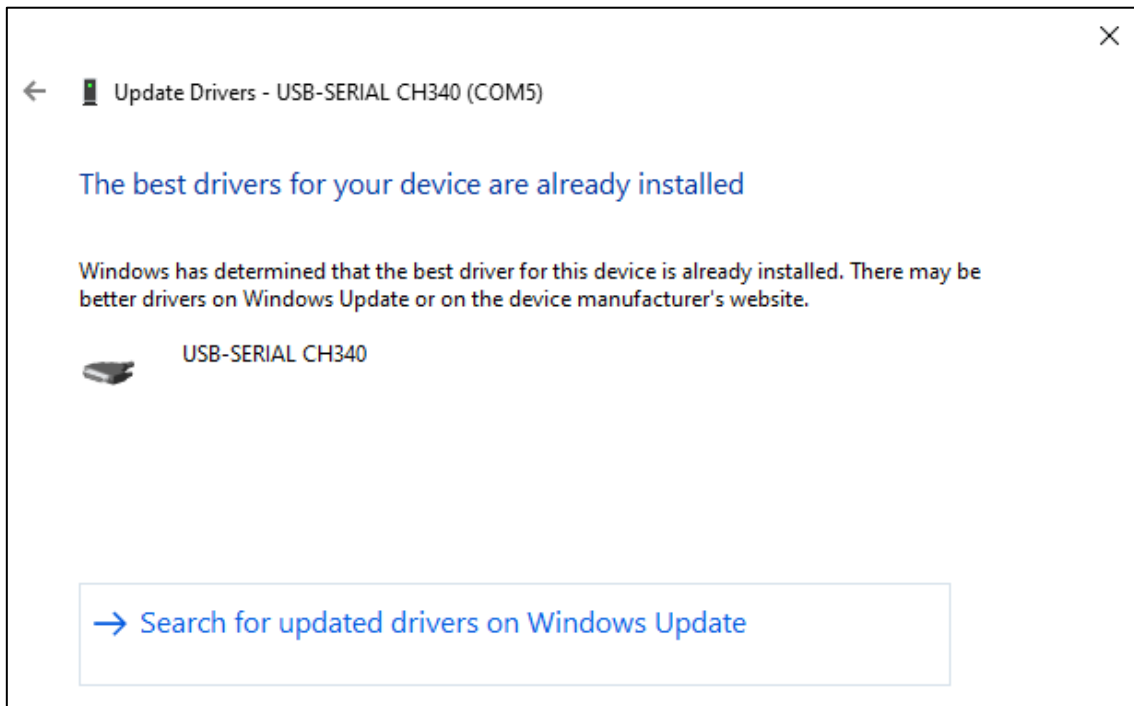 Update Drivers - USB-SERIAL CH340 (COM5)
The best drivers for your device are already installed
Windows has determined that the best driver for this device is already installed. There may be
better drivers on Windows Update or on the device manufacturer's website.
USB-SERIAL CH340
Search for updated drivers on Windows Update